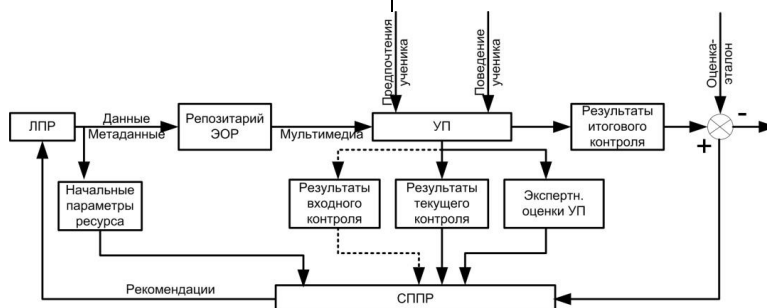 Предпочтения
ученика
Поведение
ученика
Оценка-
эталон
ЛПР
Данные
Метаданные
Репозитарий
ЭОР
Мультимедиа
УП
Результаты
итогового
контроля
-
+
Начальные
параметры
ресурса
Результаты
входного
контроля
Результаты
текущего
контроля
Экспертн.
оценки УП
Рекомендации
СППР